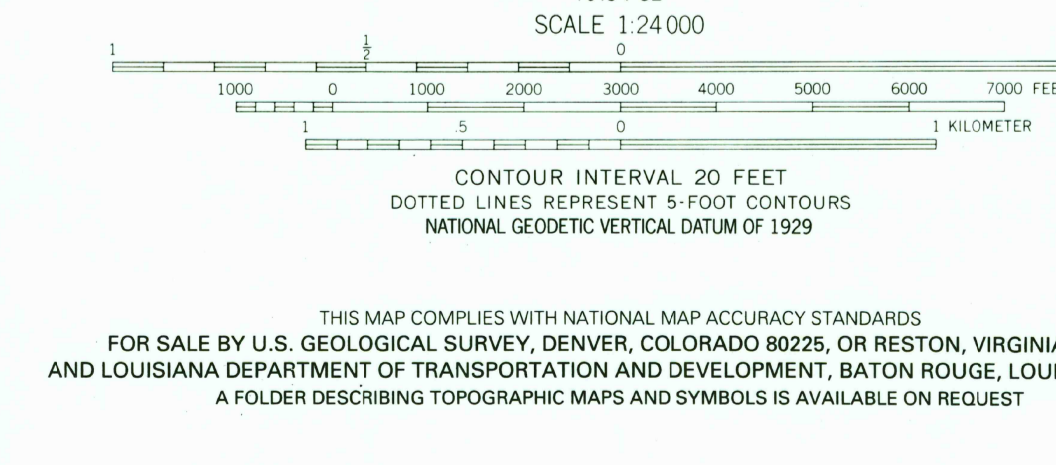 SCALE 1:24 000
1 1/2 0
1000 0 1000 2000 3000 4000 5000 6000 7000
1 .5 0 1 KILOMETER
CONTOUR INTERVAL 20 FEET
DOTTED LINES REPRESENT 5-FOOT CONTOURS
NATIONAL GEODETIC VERTICAL DATUM OF 1929
THIS MAP COMPLIES WITH NATIONAL MAP ACCURACY STANDARDS
FOR SALE BY U.S. GEOLOGICAL SURVEY, DENVER, COLORADO 80225, OR RESTON,
AND LOUISIANA DEPARTMENT OF TRANSPORTATION AND DEVELOPMENT, BATON ROUGE,
A FOLDER DESCRIBING TOPOGRAPHIC MAPS AND SYMBOLS IS AVAILABLE ON REQUEST